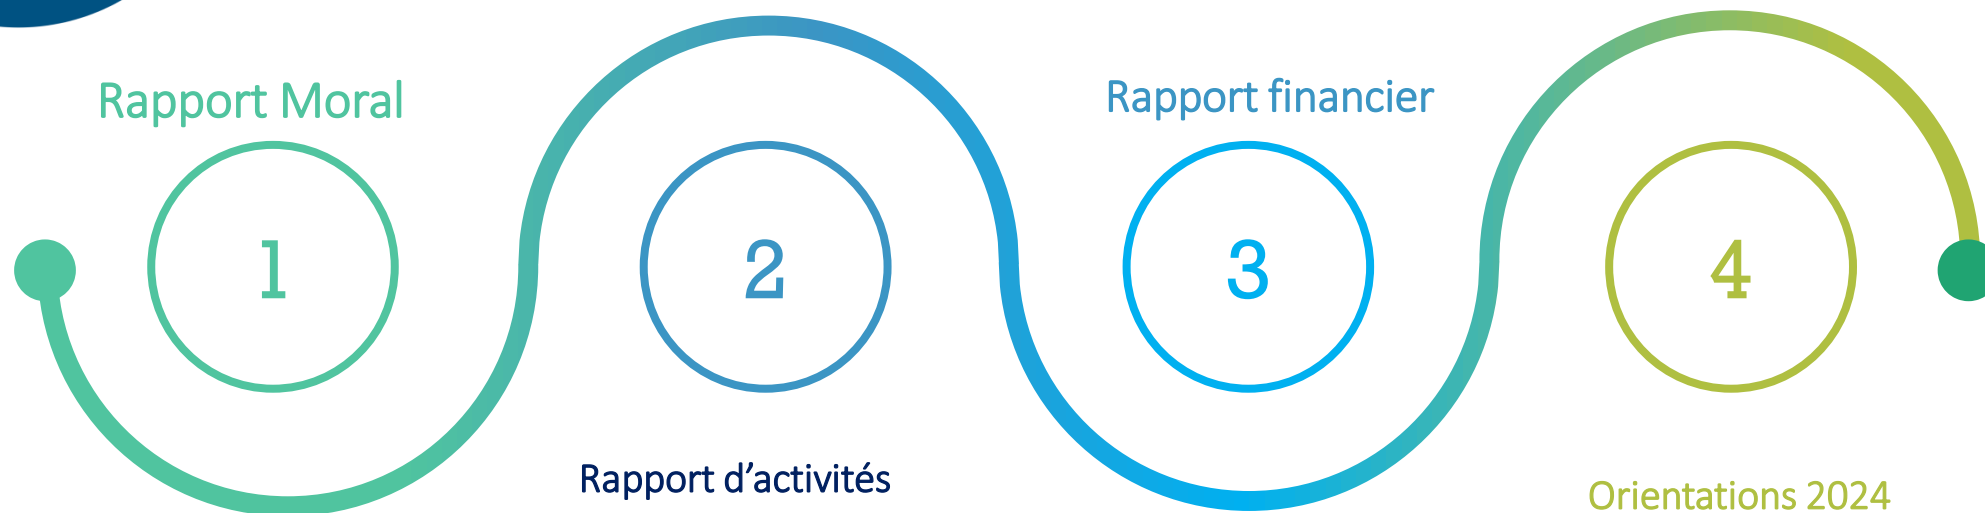 Rapport Moral
1
2
Rapport d’activités
Rapport financier
3
4
Orientations 2024